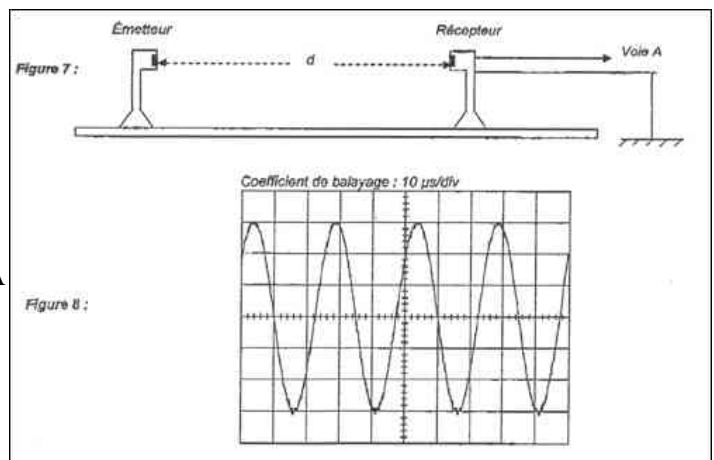 Émetteur
Récepteur
Voie A
d
Figure 7 :
Coefficient de balayage : 10 µs/div
Figure 8 :